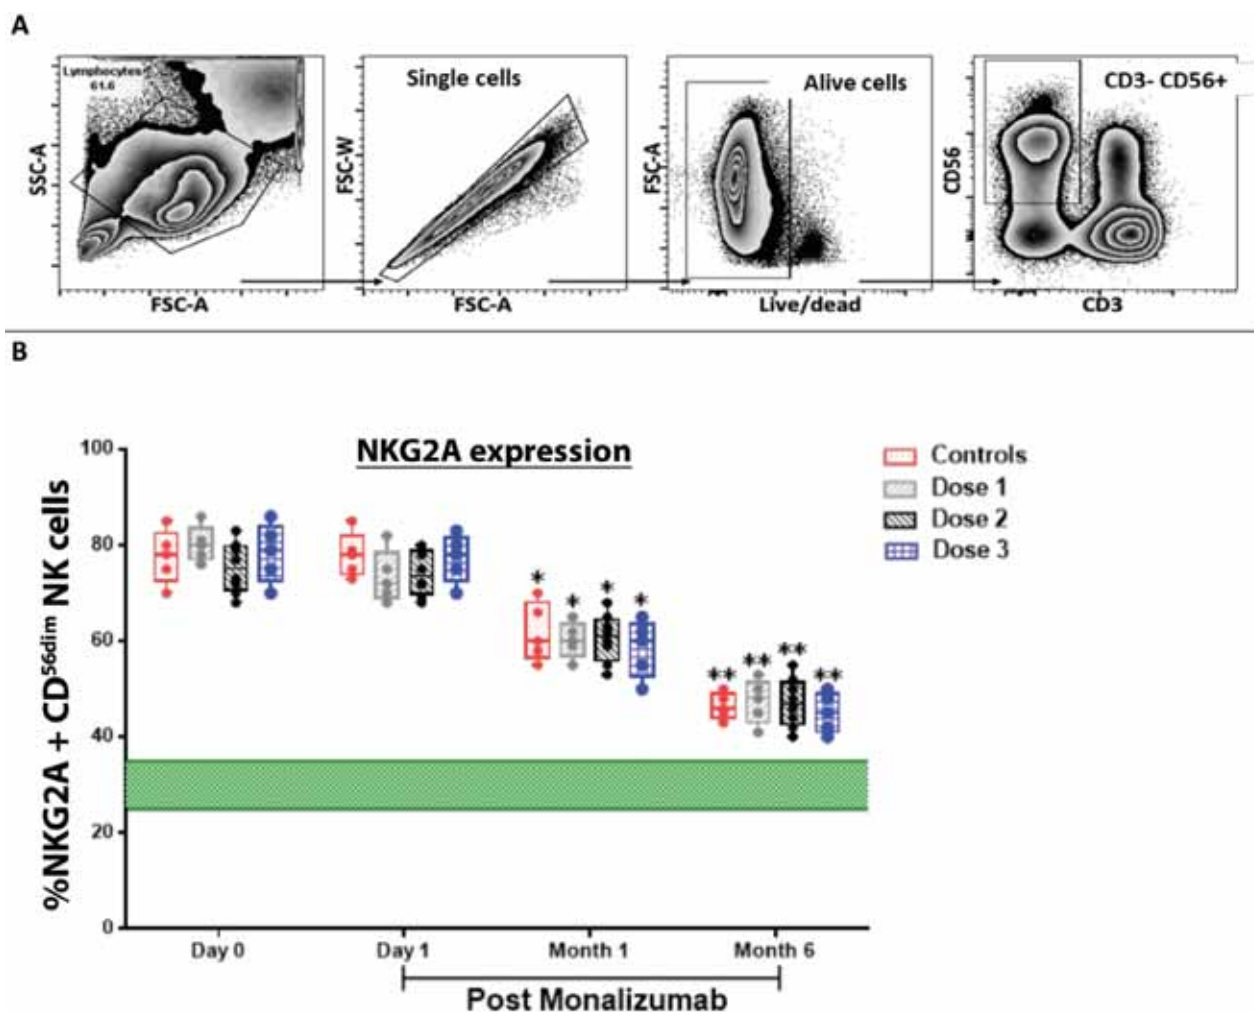 A
Lymphocytes
61.6
SSC-A
FSC-A
Single cells
FSC-W
FSC-A
Alive cells
FSC-A
Live/dead
CD3- CD56+
CD56
CD3
B
NKG2A expression
%NKG2A + CD56dim NK cells
100
80
60
40
20
0
* * * *
** ** ** **
Day 0 Day 1 Month 1 Month 6
Post Monalizumab
Controls
Dose 1
Dose 2
Dose 3